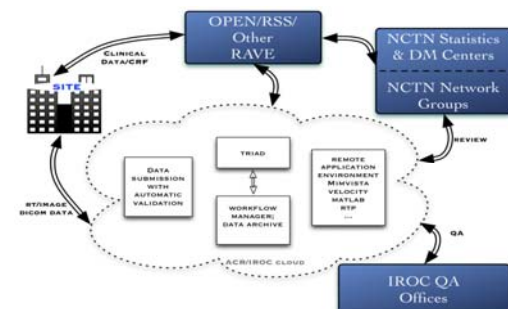 OPEN/RSS/
Other
RAVE
NCTN Statistics
& DM Centers
NCTN Network
Groups
CLINICAL
DATA/CRF
SITE
REVIEW
TRIAD
DATA
SUBMISSION
WITH
AUTOMATIC
VALIDATION
REMOTE
APPLICATION
ENVIRONMENT
MIMVISTA
VELOCITY
MATLAB
RTP
...
WORKFLOW
MANAGER;
DATA ARCHIVE
RT/IMAGE
DICOM DATA
QA
ACR/IROC CLOUD
IROC QA
Offices